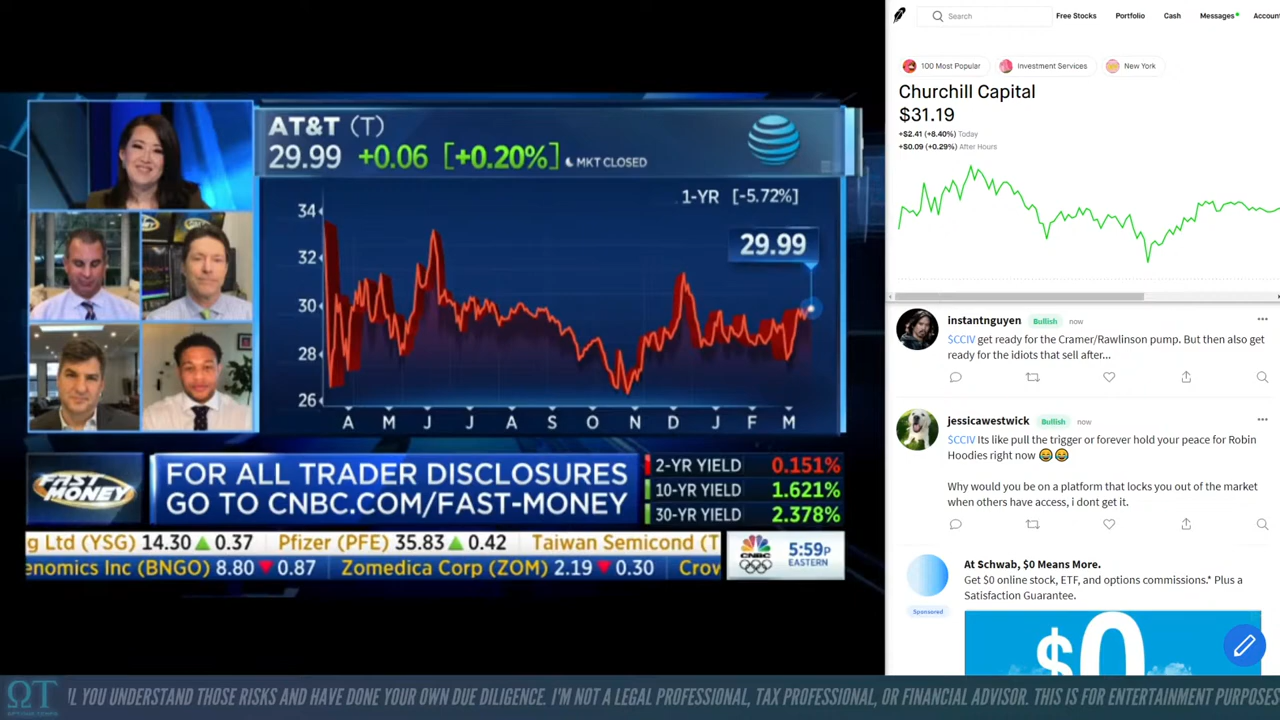 AT&T (T)
29.99 +0.06 [+0.20%] MKT CLOSED
1-YR [-5.72%]
29.99
34
32
30
28
26
A M J J A S O N D J F M
FAST MONEY
FOR ALL TRADER DISCLOSURES
GO TO CNBC.COM/FAST-MONEY
2-YR YIELD 0.151%
10-YR YIELD 1.621%
30-YR YIELD 2.378%
g Ltd (YSG) 14.30 0.37 Pfizer (PFE) 35.83 0.42 Taiwan Semicond (T
enomics Inc (BNGO) 8.80 0.87 Zomedica Corp (ZOM) 2.19 0.30 Crow
CNBC
5:59P
EASTERN
Search
Free Stocks Portfolio Cash Messages Accoun
100 Most Popular Investment Services New York
Churchill Capital
$31.19
+$2.41 (+8.40%) Today
+$0.09 (+0.29%) After Hours
instantnguyen Bullish now
$CCIV get ready for the Cramer/Rawlinson pump. But then also get
ready for the idiots that sell after...
jessicawestwick Bullish now
$CCIV Its like pull the trigger or forever hold your peace for Robin
Hoodies right now 😂😂
Why would you be on a platform that locks you out of the market
when others have access, i dont get it.
At Schwab, $0 Means More.
Get $0 online stock, ETF, and options commissions.* Plus a
Satisfaction Guarantee.
Sponsored
$0
ΩT
IL YOU UNDERSTAND THOSE RISKS AND HAVE DONE YOUR OWN DUE DILIGENCE. I'M NOT A LEGAL PROFESSIONAL, TAX PROFESSIONAL, OR FINANCIAL ADVISOR. THIS IS FOR ENTERTAINMENT PURPOSES